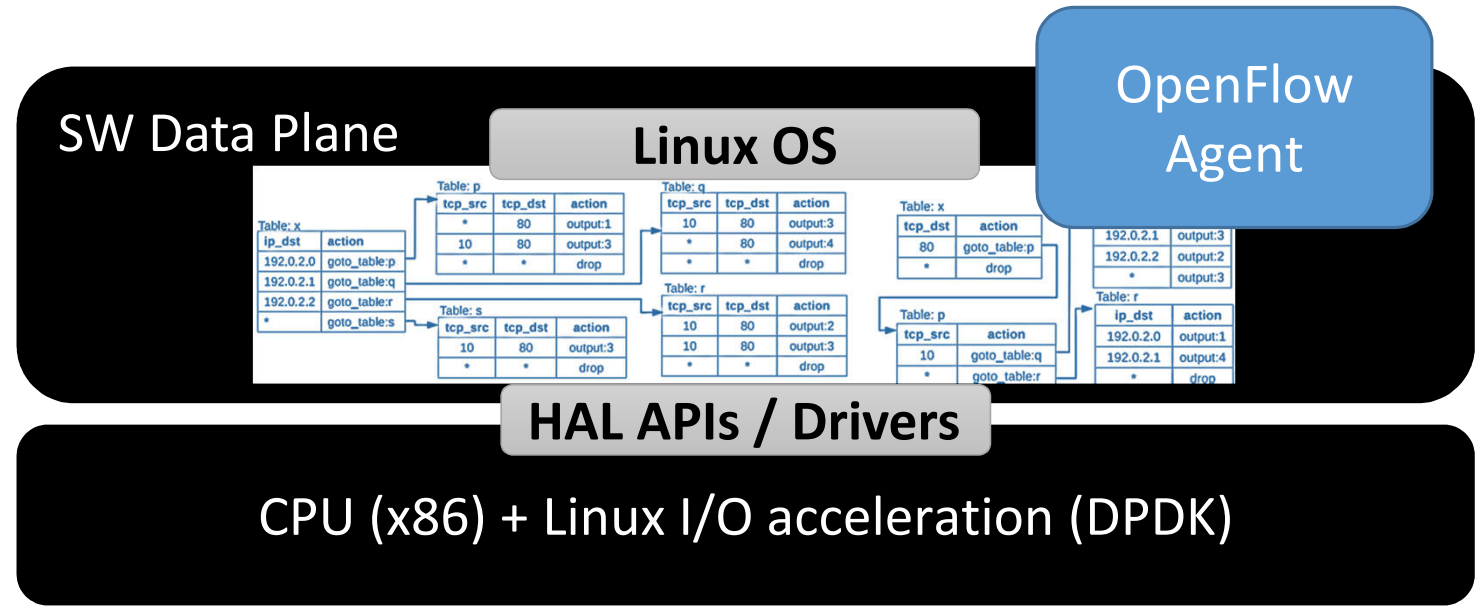 SW Data Plane
Linux OS
OpenFlow
Agent
Table: x
ip_dst action
192.0.2.0 goto_table:p
192.0.2.1 goto_table:q
192.0.2.2 goto_table:r
* goto_table:s
Table: p
tcp_src tcp_dst action
* 80 output:1
10 80 output:3
* * drop
Table: s
tcp_src tcp_dst action
10 80 output:3
* * drop
Table: q
tcp_src tcp_dst action
10 80 output:3
* 80 output:4
* * drop
Table: r
tcp_src tcp_dst action
10 80 output:2
10 80 output:3
* * drop
Table: x
tcp_dst action
80 goto_table:p
* drop
Table: p
tcp_src action
10 goto_table:q
* goto_table:r
192.0.2.1 output:3
192.0.2.2 output:2
* output:3
Table: r
ip_dst action
192.0.2.0 output:1
192.0.2.1 output:4
* drop
HAL APIs / Drivers
CPU (x86) + Linux I/O acceleration (DPDK)